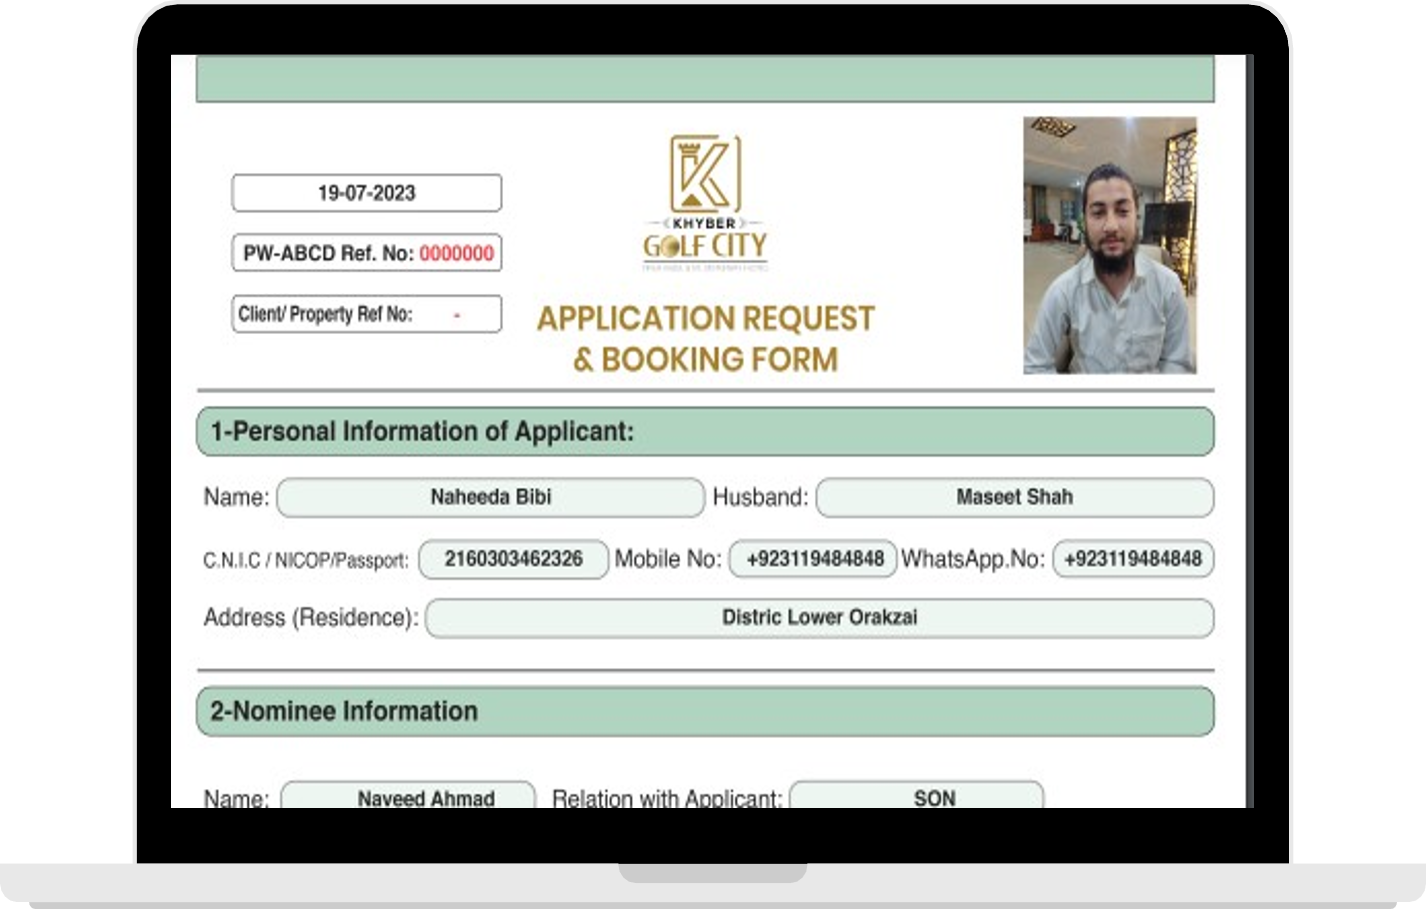 19-07-2023
PW-ABCD Ref. No: 0000000
Client/ Property Ref No: -
K
KHYBER
GOLF CITY
APPLICATION REQUEST
& BOOKING FORM
1-Personal Information of Applicant:
Name: Naheeda Bibi Husband: Maseet Shah
C.N.I.C / NICOP/Passport: 2160303462326 Mobile No: +923119484848 WhatsApp.No: +923119484848
Address (Residence): Distric Lower Orakzai
2-Nominee Information
Name: Naveed Ahmad Relation with Applicant: SON